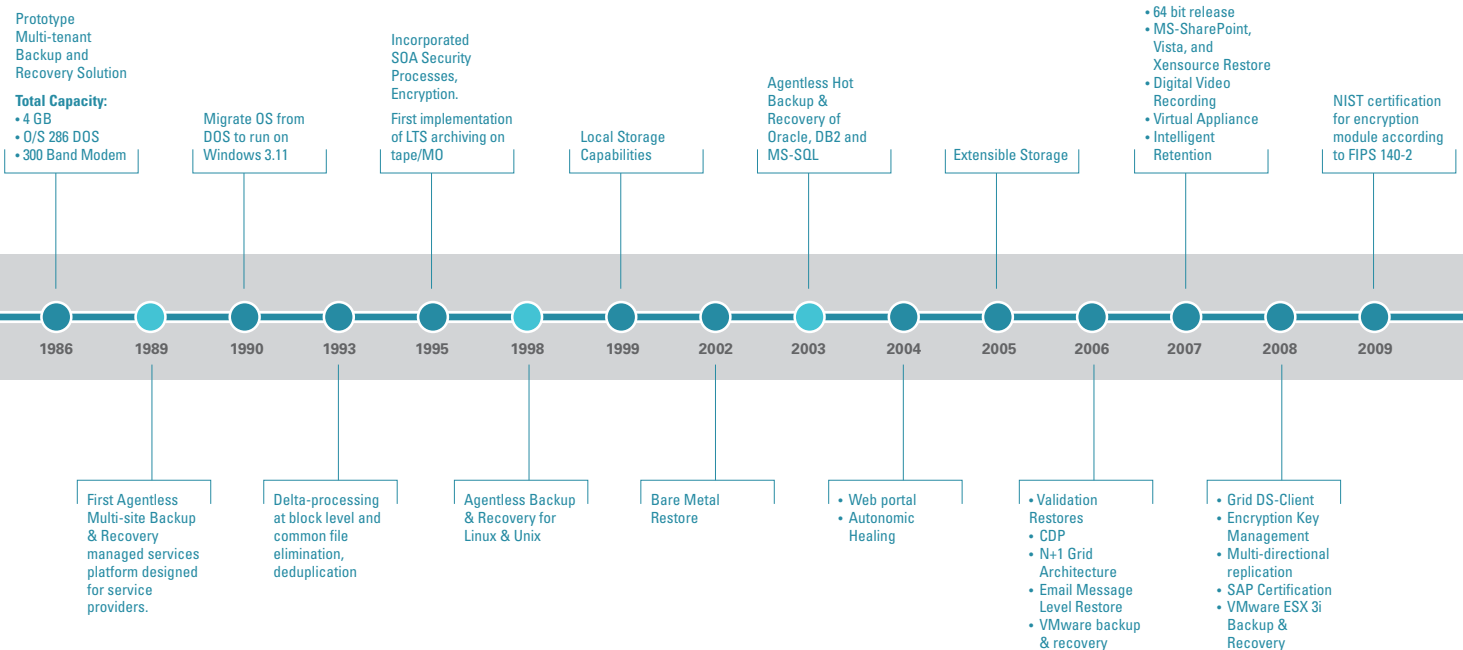 Prototype
Multi-tenant
Backup and
Recovery Solution
Total Capacity:
• 4 GB
• O/S 286 DOS
• 300 Band Modem
Migrate OS from
DOS to run on
Windows 3.11
Incorporated
SOA Security
Processes,
Encryption.
First implementation
of LTS archiving on
tape/MO
Local Storage
Capabilities
Agentless Hot
Backup &
Recovery of
Oracle, DB2 and
MS-SQL
Extensible Storage
• 64 bit release
• MS-SharePoint,
Vista, and
Xensource Restore
• Digital Video
Recording
• Virtual Appliance
• Intelligent
Retention
NIST certification
for encryption
module according
to FIPS 140-2
1986 1989 1990 1993 1995 1998 1999 2002 2003 2004 2005 2006 2007 2008 2009
First Agentless
Multi-site Backup
& Recovery
managed services
platform designed
for service
providers.
Delta-processing
at block level and
common file
elimination,
deduplication
Agentless Backup
& Recovery for
Linux & Unix
Bare Metal
Restore
• Web portal
• Autonomic
Healing
• Validation
Restores
• CDP
• N+1 Grid
Architecture
• Email Message
Level Restore
• VMware backup
& recovery
• Grid DS-Client
• Encryption Key
Management
• Multi-directional
replication
• SAP Certification
• VMware ESX 3i
Backup &
Recovery